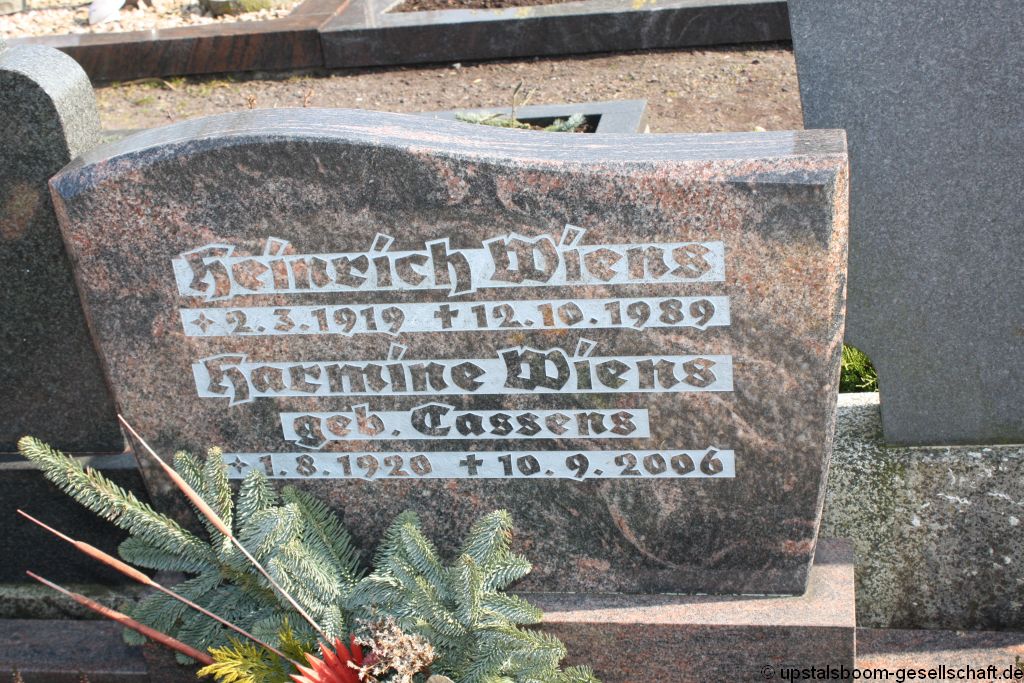 Heinrich Wiens
✦ 2.3.1919 ✝ 12.10.1989
Harmine Wiens
geb. Cassens
✦ 1.8.1920 ✝ 10.9.2006
© upstalsboom-gesellschaft.de